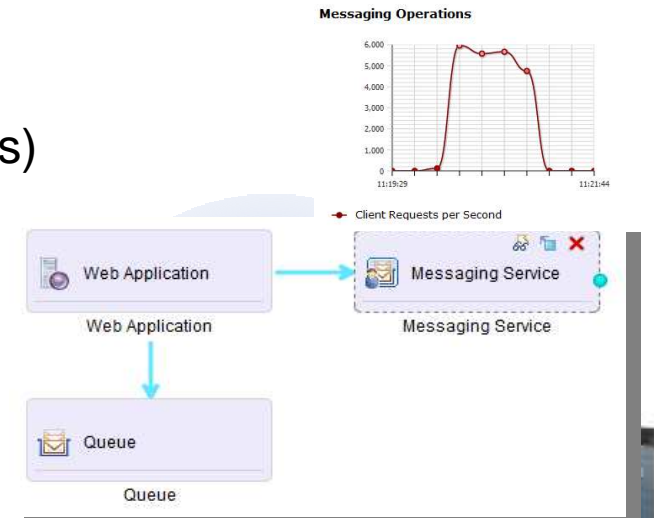 Messaging Operations
6,000
5,000
4,000
3,000
2,000
1,000
0
11:19:29 11:21:44
Client Requests per Second
s)
Web Application Messaging Service
Web Application Messaging Service
Queue
Queue